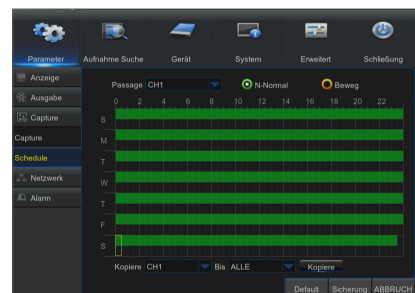 Parameter Aufnahme Suche Gerät System Erweitert Schließung
Anzeige
Ausgabe
Capture
Capture
Schedule
Netzwerk
Alarm
Passage CH1 N-Normal Beweg
0 2 4 6 8 10 12 14 16 18 20 22
S
M
T
W
T
F
S
Kopiere CH1 Bis ALLE Kopiere
Default Sicherung ABBRUCH